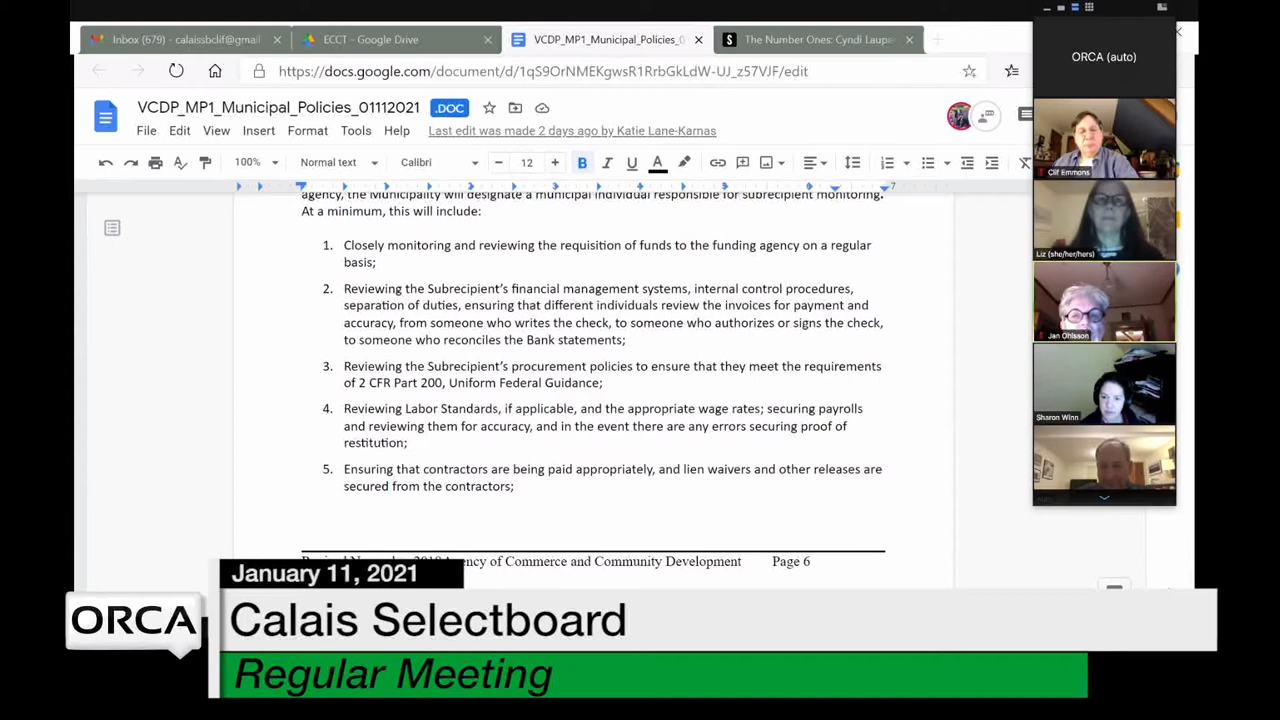 Inbox (679) - calaissbclif@gmail
ECCT - Google Drive
VCDP_MP1_Municipal_Policies_0
The Number Ones: Cyndi Lauper
https://docs.google.com/document/d/1qS9OrNMEKgwsR1RrbGkLdW-UJ_z57VJF/edit
VCDP_MP1_Municipal_Policies_01112021
.DOC
File Edit View Insert Format Tools Help
Last edit was made 2 days ago by Katie Lane-Karnas
100% Normal text Calibri 12 B I U A
1 2 3 4 5 6 7
agency, the Municipality will designate a municipal individual responsible for subrecipient monitoring.
At a minimum, this will include:
1. Closely monitoring and reviewing the requisition of funds to the funding agency on a regular
basis;
2. Reviewing the Subrecipient's financial management systems, internal control procedures,
separation of duties, ensuring that different individuals review the invoices for payment and
accuracy, from someone who writes the check, to someone who authorizes or signs the check,
to someone who reconciles the Bank statements;
3. Reviewing the Subrecipient's procurement policies to ensure that they meet the requirements
of 2 CFR Part 200, Uniform Federal Guidance;
4. Reviewing Labor Standards, if applicable, and the appropriate wage rates; securing payrolls
and reviewing them for accuracy, and in the event there are any errors securing proof of
restitution;
5. Ensuring that contractors are being paid appropriately, and lien waivers and other releases are
secured from the contractors;
of Commerce and Community Development Page 6
ORCA (auto)
Clif Emmons
Liz (she/her/hers)
Jan Ohlsson
Sharon Winn
January 11, 2021
ORCA
Calais Selectboard
Regular Meeting